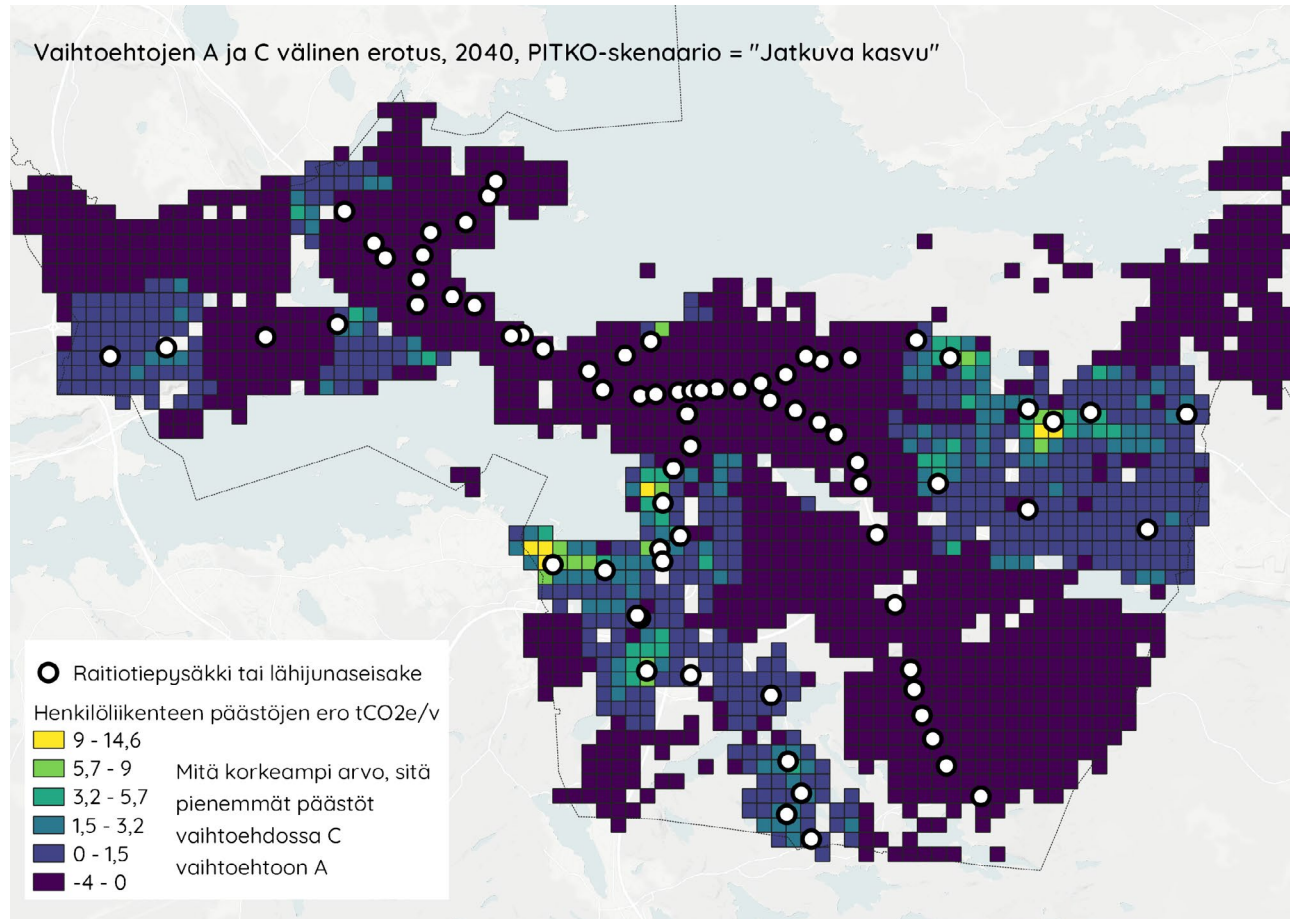 Vaihtoehtojen A ja C välinen erotus, 2040, PITKO-skenaario = "Jatkuva kasvu"
Raitiotiepysäkki tai lähijunaseisake
Henkilöliikenteen päästöjen ero tCO2e/v
9 - 14,6
5,7 - 9
3,2 - 5,7
1,5 - 3,2
0 - 1,5
-4 - 0
Mitä korkeampi arvo, sitä
pienemmät päästöt
vaihtoehdossa C
vaihtoehtoon A